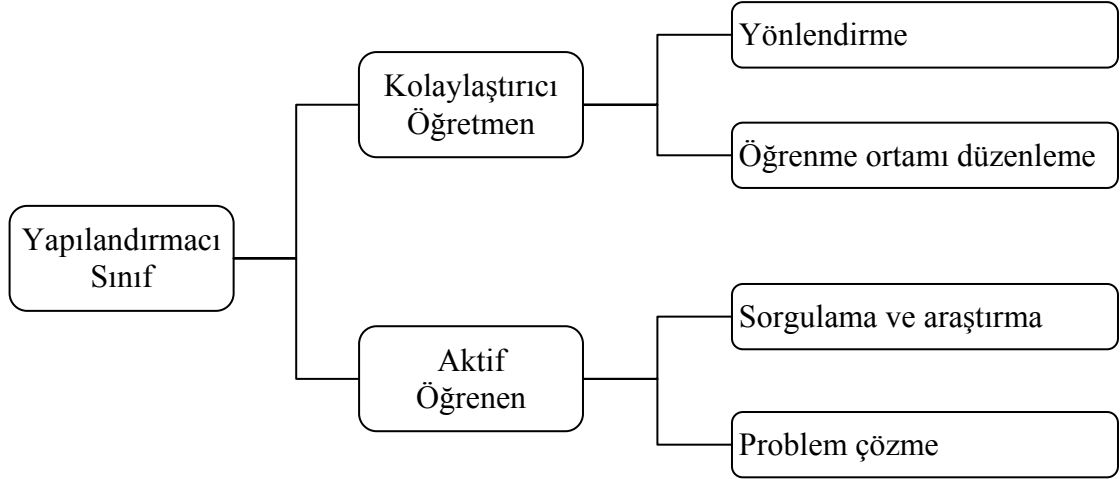 Yapılandırmacı
Sınıf
Kolaylaştırıcı
Öğretmen
Yönlendirme
Öğrenme ortamı düzenleme
Aktif
Öğrenen
Sorgulama ve araştırma
Problem çözme